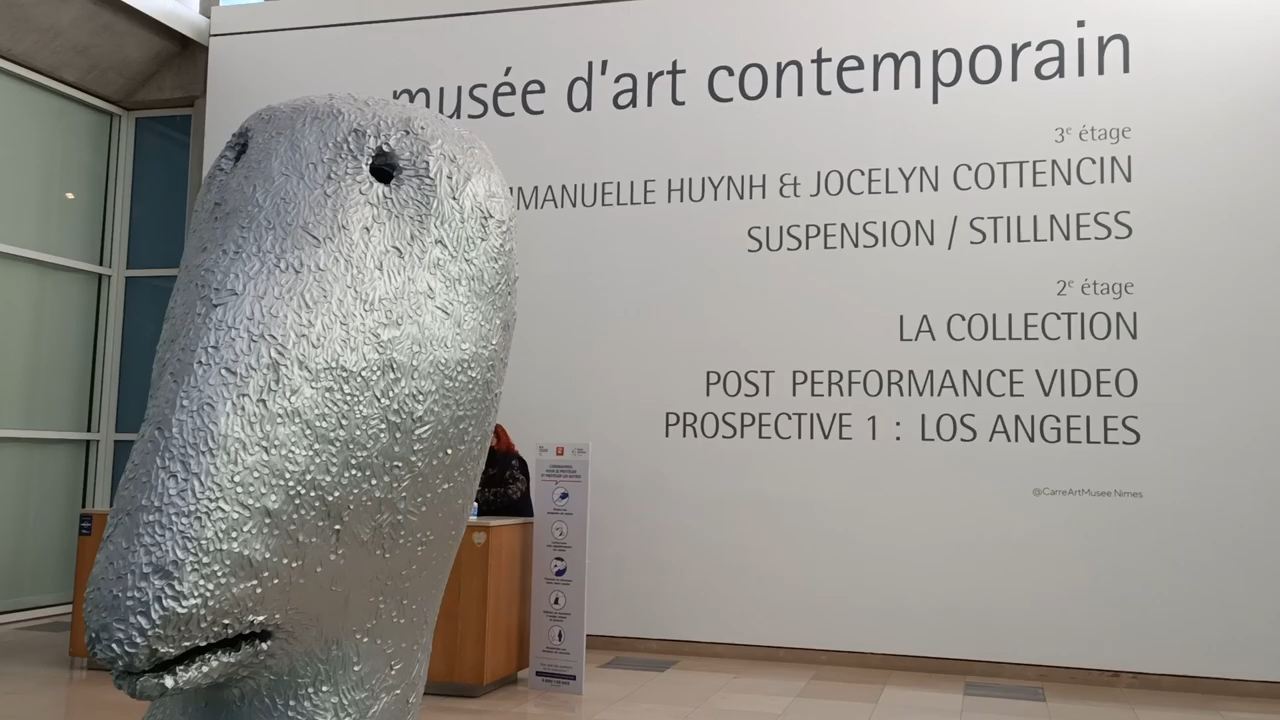 musée d'art contemporain
3e étage
MMANUELLE HUYNH & JOCELYN COTTENCIN
SUSPENSION / STILLNESS
2e étage
LA COLLECTION
POST PERFORMANCE VIDEO
PROSPECTIVE 1 : LOS ANGELES
@CarreArtMusee.Nimes